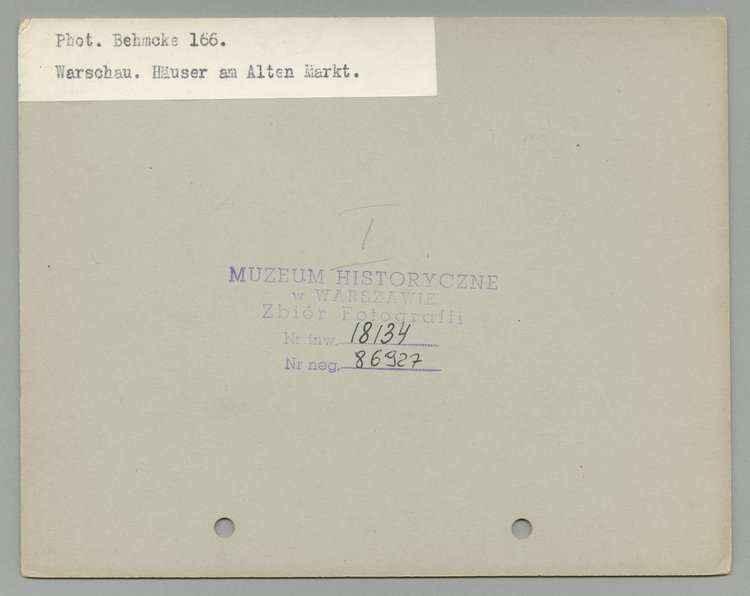 Phot. Behmcke 166.
Warschau. Häuser am Alten Markt.
I
MUZEUM HISTORYCZNE
w WARSZAWIE
Zbiór Fotografii
Nr inw. 18134
Nr neg. 86927